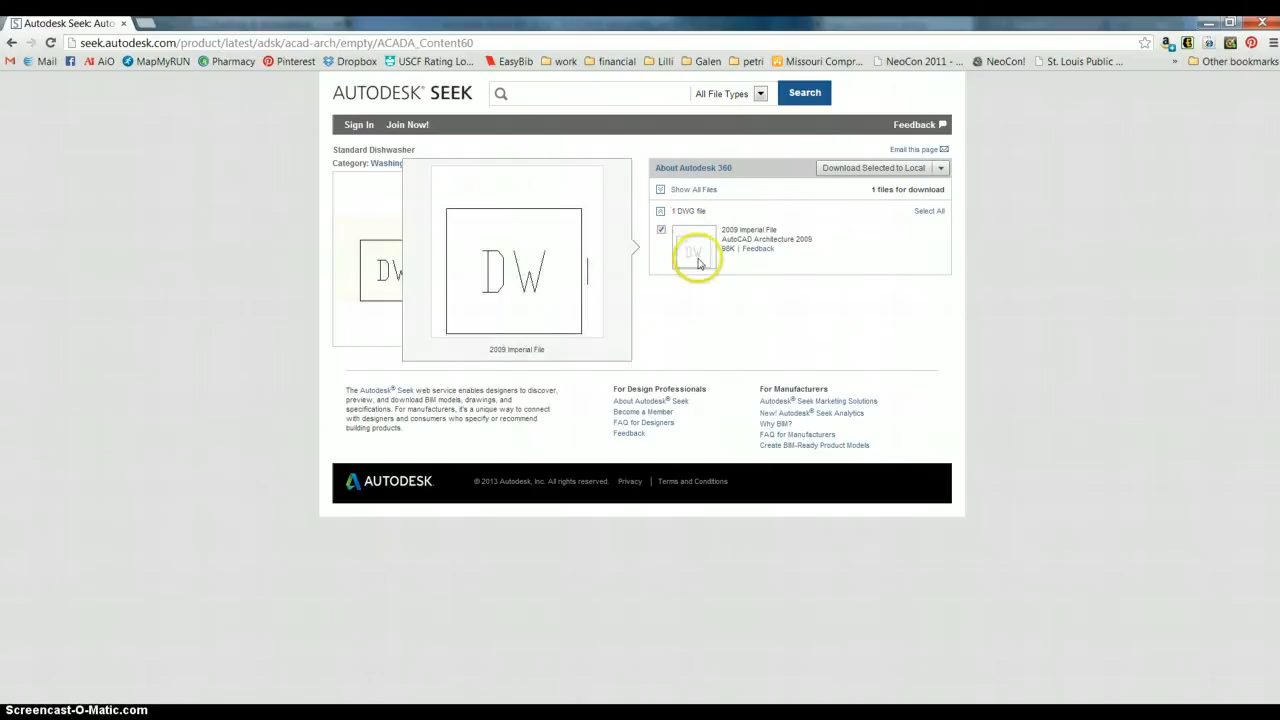 Autodesk Seek: Auto
seek.autodesk.com/product/latest/adsk/acad-arch/empty/ACADA_Content60
Mail AiO MapMyRUN Pharmacy Pinterest Dropbox USCF Rating Lo... EasyBib work financial Lilli Galen petri Missouri Compr... NeoCon 2011 - ... NeoCon! St. Louis Public ... » Other bookmarks
AUTODESK® SEEK All File Types Search
Sign In Join Now! Feedback
Standard Dishwasher
Email this page
Category: Washing
About Autodesk 360 Download Selected to Local
Show All Files 1 files for download
1 DWG file Select All
2009 Imperial File
AutoCAD Architecture 2009
98K | Feedback
DW
DW
DW
2009 Imperial File
The Autodesk® Seek web service enables designers to discover,
preview, and download BIM models, drawings, and
specifications. For manufacturers, it's a unique way to connect
with designers and consumers who specify or recommend
building products.
For Design Professionals
About Autodesk® Seek
Become a Member
FAQ for Designers
Feedback
For Manufacturers
Autodesk® Seek Marketing Solutions
New! Autodesk® Seek Analytics
Why BIM?
FAQ for Manufacturers
Create BIM-Ready Product Models
AUTODESK. © 2013 Autodesk, Inc. All rights reserved. Privacy | Terms and Conditions
Screencast-O-Matic.com